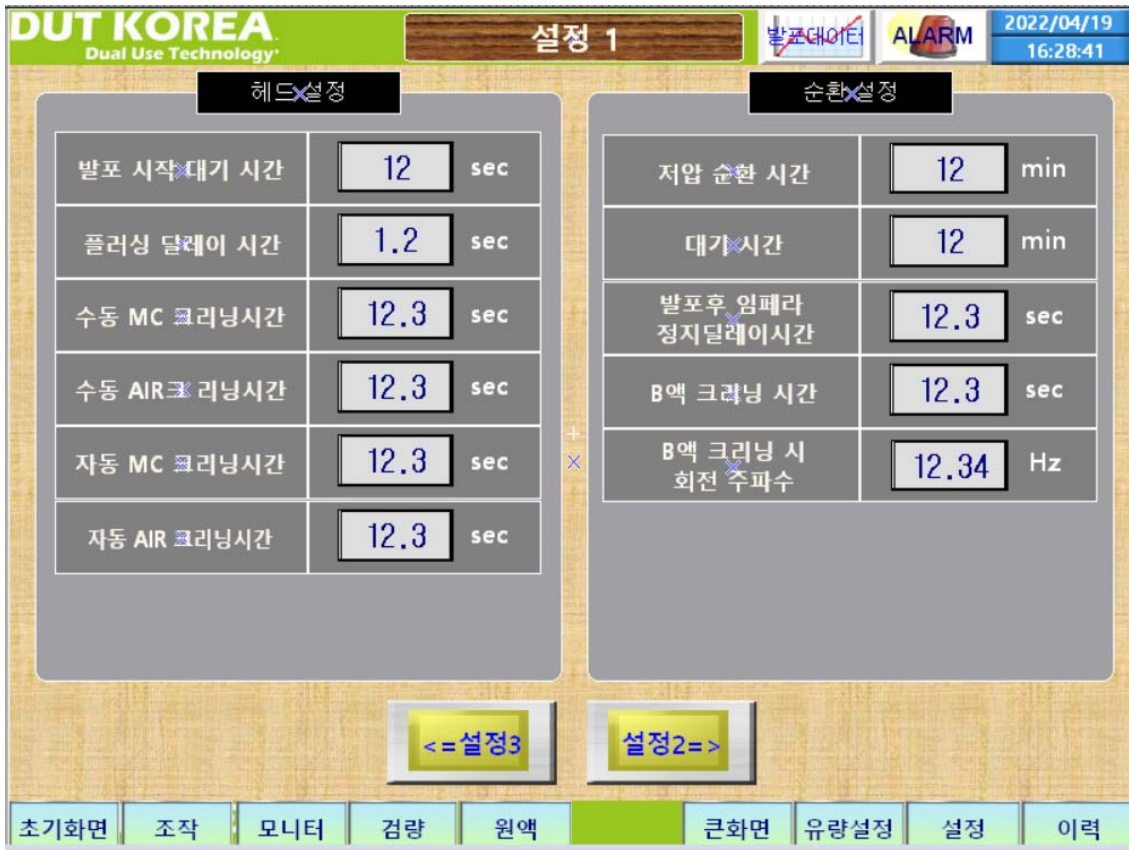 DUT KOREA
Dual Use Technology
설정 1
발포데이터
ALARM
2022/04/19
16:28:41
헤드 설정
발포 시작 대기 시간 12 sec
플러싱 딜레이 시간 1.2 sec
수동 MC 크리닝시간 12.3 sec
수동 AIR크 리닝시간 12.3 sec
자동 MC 크리닝시간 12.3 sec
자동 AIR 크리닝시간 12.3 sec
순환 설정
저압 순환 시간 12 min
대기 시간 12 min
발포후 임페라
정지딜레이시간 12.3 sec
B액 크리닝 시간 12.3 sec
B액 크리닝 시
회전 주파수 12.34 Hz
<=설정3
설정2=>
초기화면 조작 모니터 검량 원액 큰화면 유량설정 설정 이력